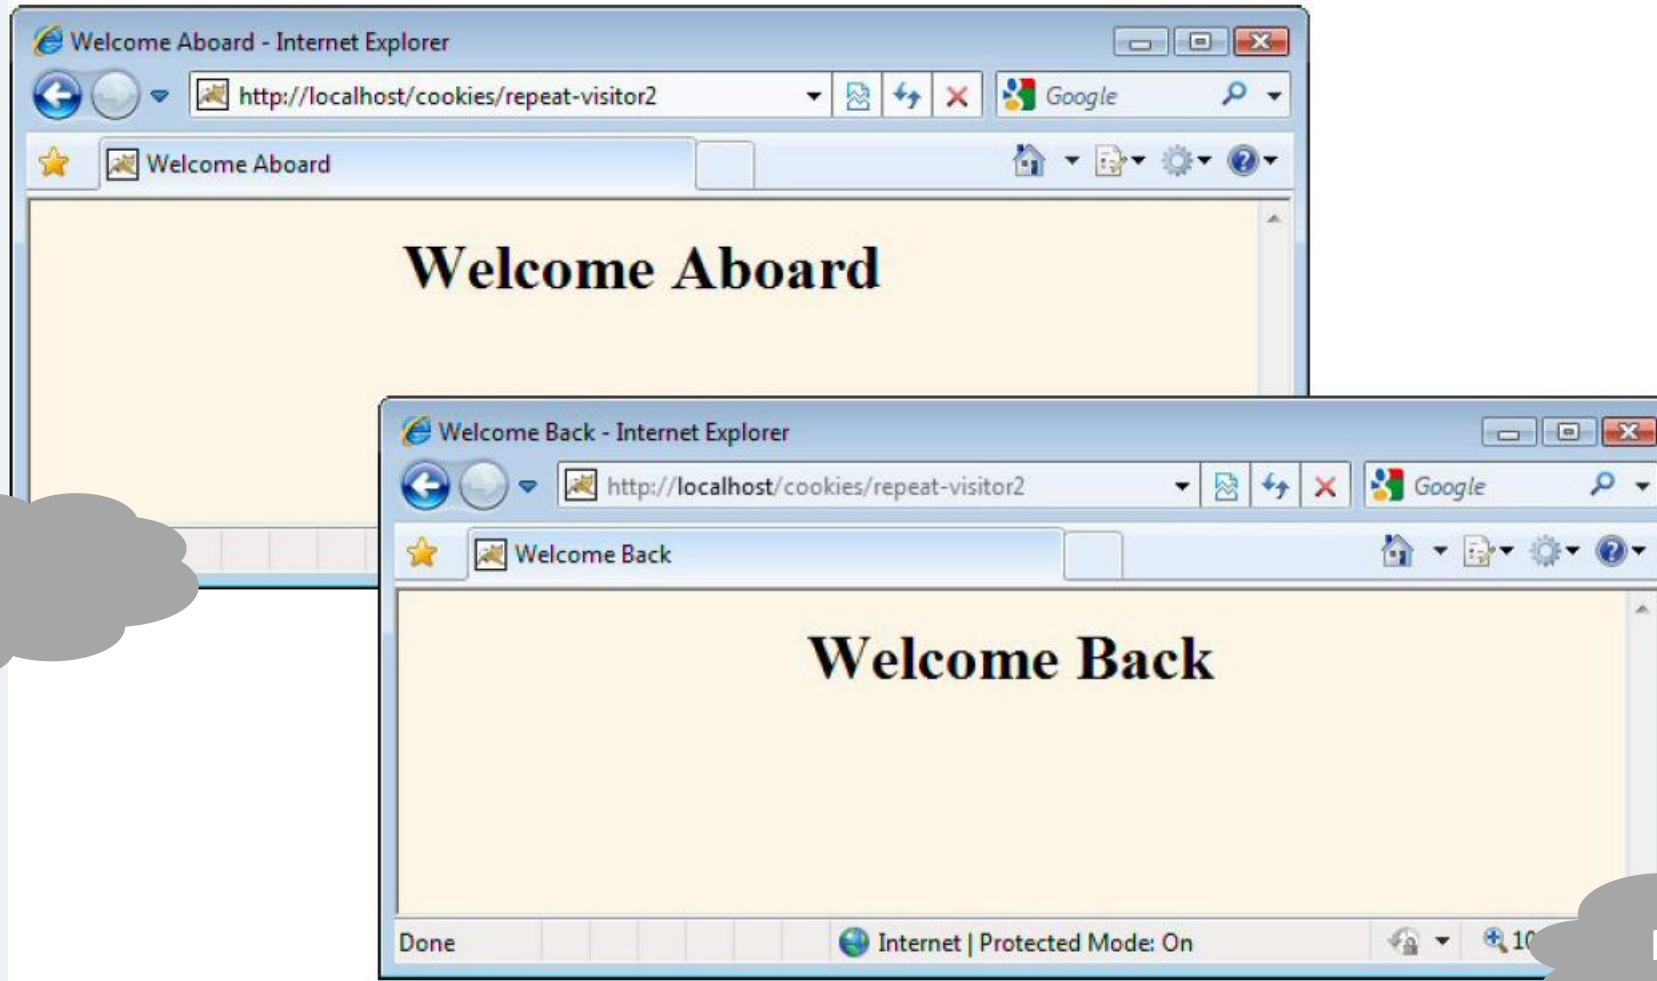 Welcome Aboard - Internet Explorer
http://localhost/cookies/repeat-visitor2
Google
Welcome Aboard
Welcome Aboard
Welcome Back - Internet Explorer
http://localhost/cookies/repeat-visitor2
Google
Welcome Back
Welcome Back
Done
Internet | Protected Mode: On